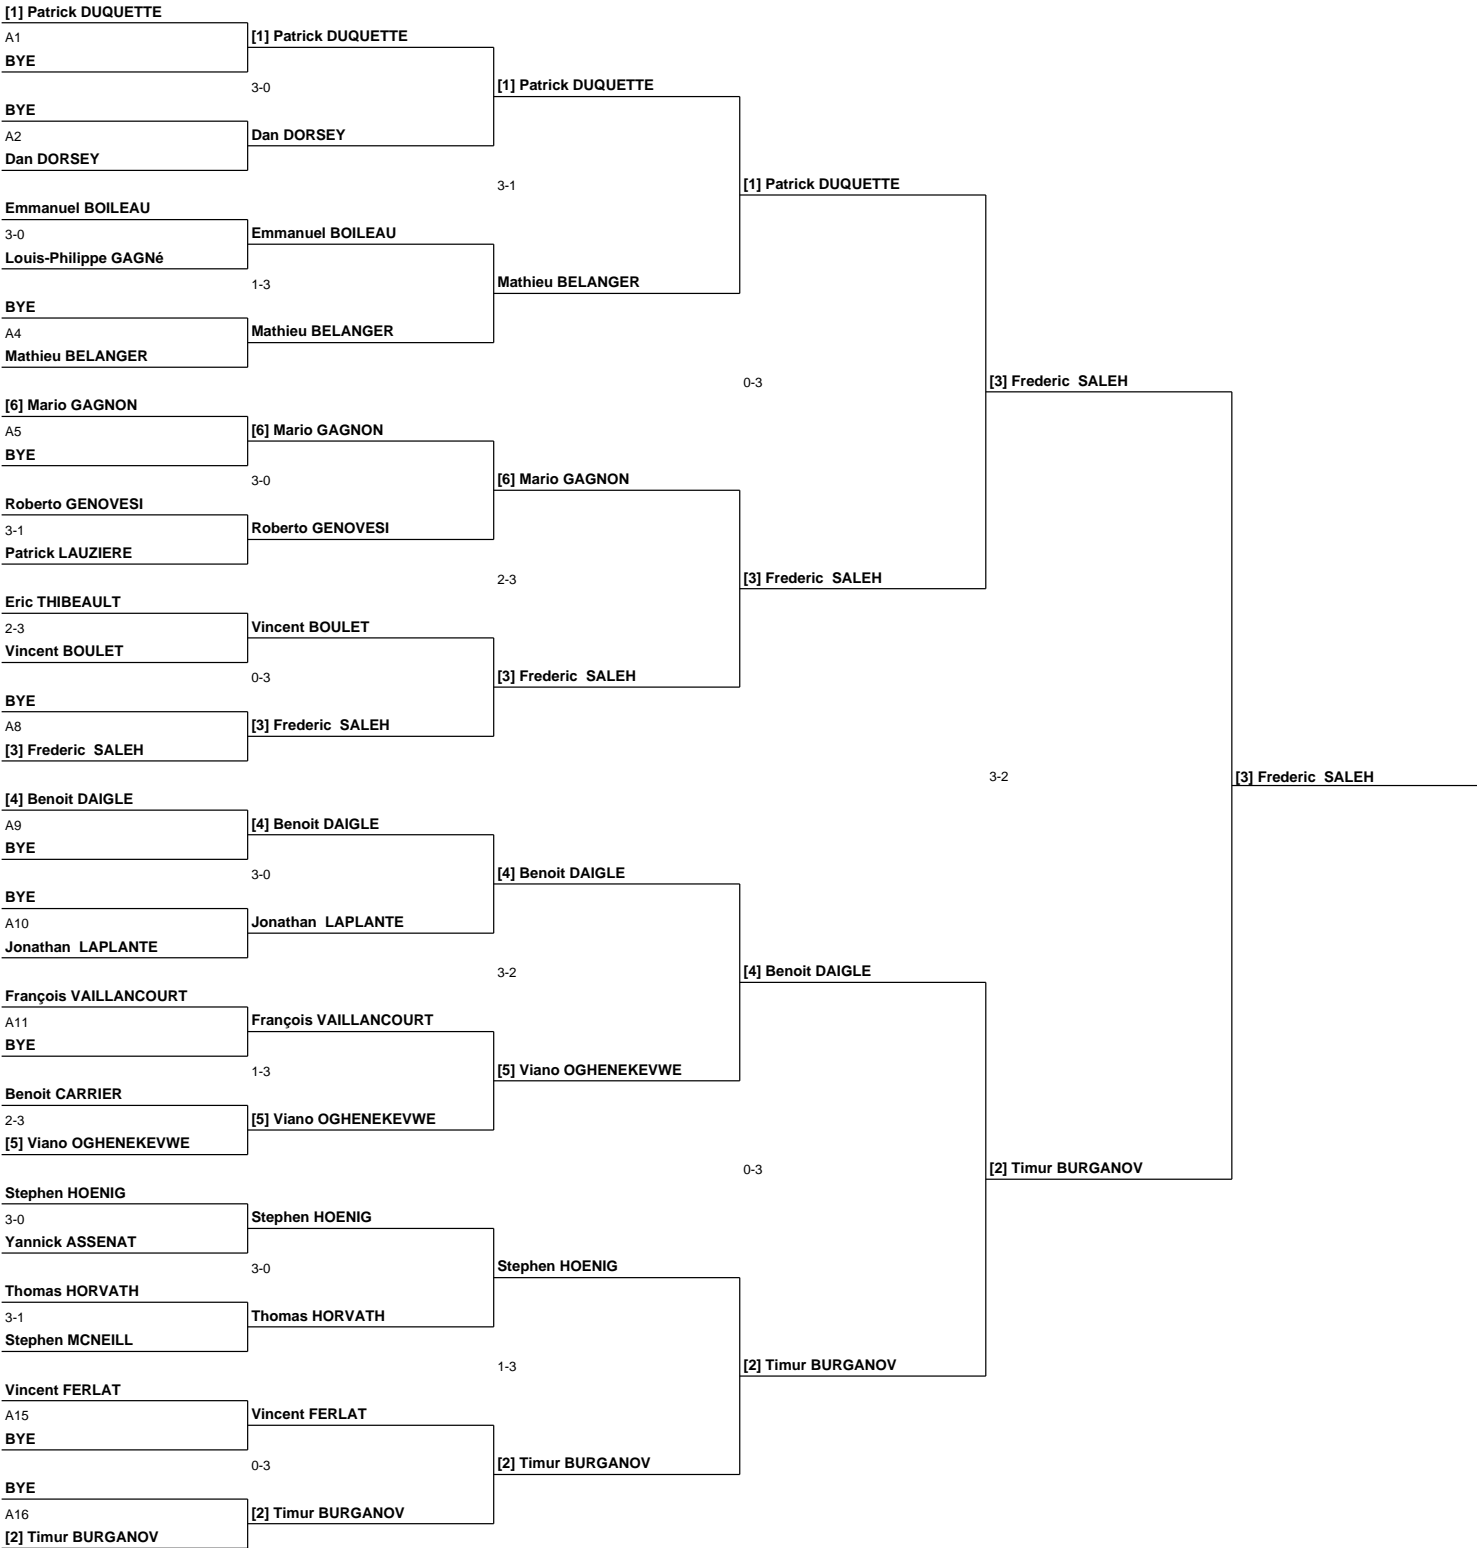 [1] Patrick DUQUETTE
A1
BYE
BYE
A2
Dan DORSEY
Emmanuel BOILEAU
3-0
Louis-Philippe GAGNé
BYE
A4
Mathieu BELANGER
[6] Mario GAGNON
A5
BYE
Roberto GENOVESI
3-1
Patrick LAUZIERE
Eric THIBEAULT
2-3
Vincent BOULET
BYE
A8
[3] Frederic  SALEH
[4] Benoit DAIGLE
A9
BYE
BYE
A10
Jonathan  LAPLANTE
François VAILLANCOURT
A11
BYE
Benoit CARRIER
2-3
[5] Viano OGHENEKEVWE
Stephen HOENIG
3-0
Yannick ASSENAT
Thomas HORVATH
3-1
Stephen MCNEILL
Vincent FERLAT
A15
BYE
BYE
A16
[2] Timur BURGANOV
[1] Patrick DUQUETTE
3-0
Dan DORSEY
Emmanuel BOILEAU
1-3
Mathieu BELANGER
[6] Mario GAGNON
3-0
Roberto GENOVESI
Vincent BOULET
0-3
[3] Frederic  SALEH
[4] Benoit DAIGLE
3-0
Jonathan  LAPLANTE
François VAILLANCOURT
1-3
[5] Viano OGHENEKEVWE
Stephen HOENIG
3-0
Thomas HORVATH
Vincent FERLAT
0-3
[2] Timur BURGANOV
[1] Patrick DUQUETTE
3-1
Mathieu BELANGER
[6] Mario GAGNON
2-3
[3] Frederic  SALEH
[4] Benoit DAIGLE
3-2
[5] Viano OGHENEKEVWE
Stephen HOENIG
1-3
[2] Timur BURGANOV
[1] Patrick DUQUETTE
0-3
[3] Frederic  SALEH
[4] Benoit DAIGLE
0-3
[2] Timur BURGANOV
[3] Frederic  SALEH
3-2
[2] Timur BURGANOV
[3] Frederic  SALEH